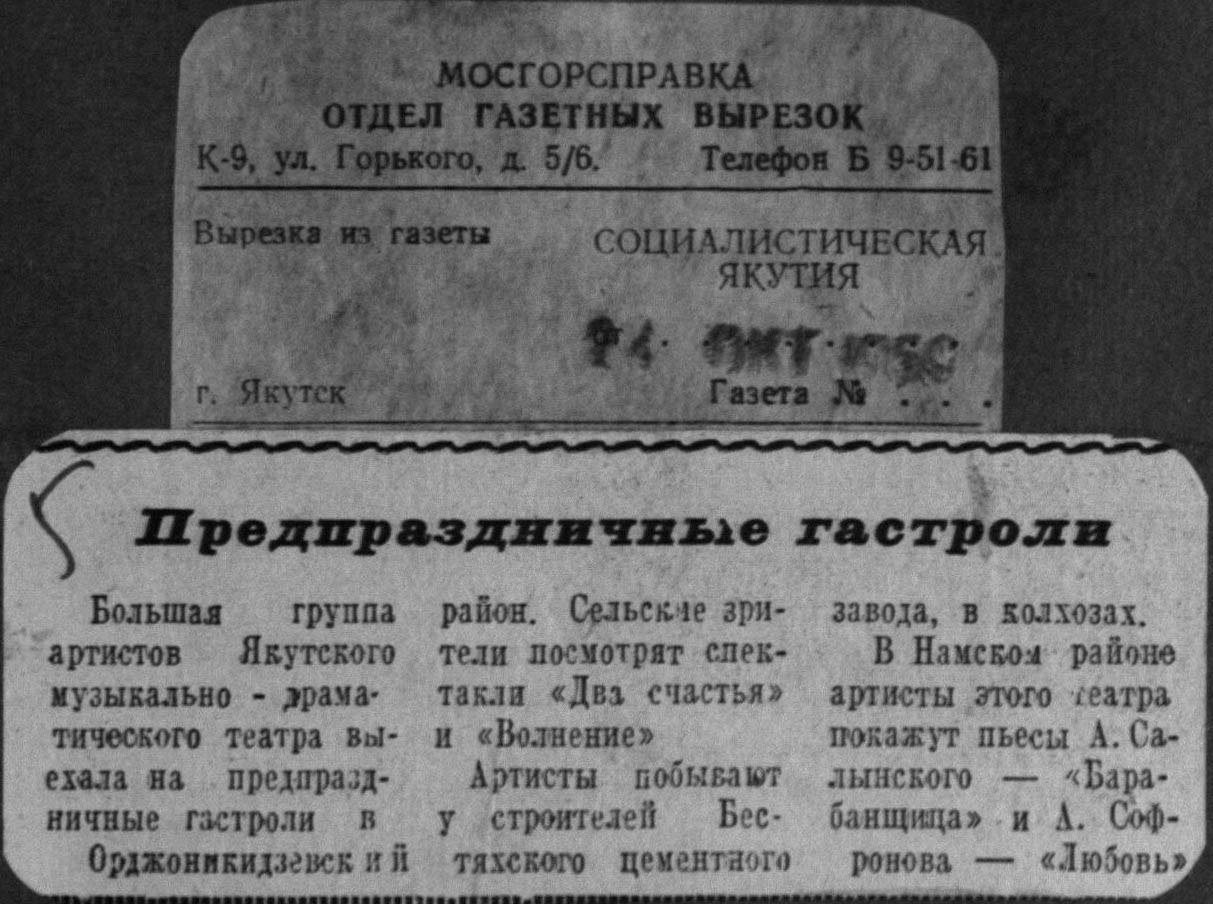 МОСГОРСПРАВКА
ОТДЕЛ ГАЗЕТНЫХ ВЫРЕЗОК
К-9, ул. Горького, д. 5/6. Телефон Б 9-51-61
Вырезка из газеты
СОЦИАЛИСТИЧЕСКАЯ
ЯКУТИЯ
ОКТ
г. Якутск
Газета № . . .
Предпраздничные гастроли
Большая группа
артистов Якутского
музыкально - драма-
тического театра вы-
ехала на предпразд-
ничные гастроли в
Орджоникидзевский
район. Сельские зри-
тели посмотрят спек-
такли «Два счастья»
и «Волнение»
Артисты побывают
у строителей Бес-
тяхского цементного
завода, в колхозах.
В Намском районе
артисты этого театра
покажут пьесы А. Са-
лынского — «Бара-
банщица» и А. Соф-
ронова — «Любовь»